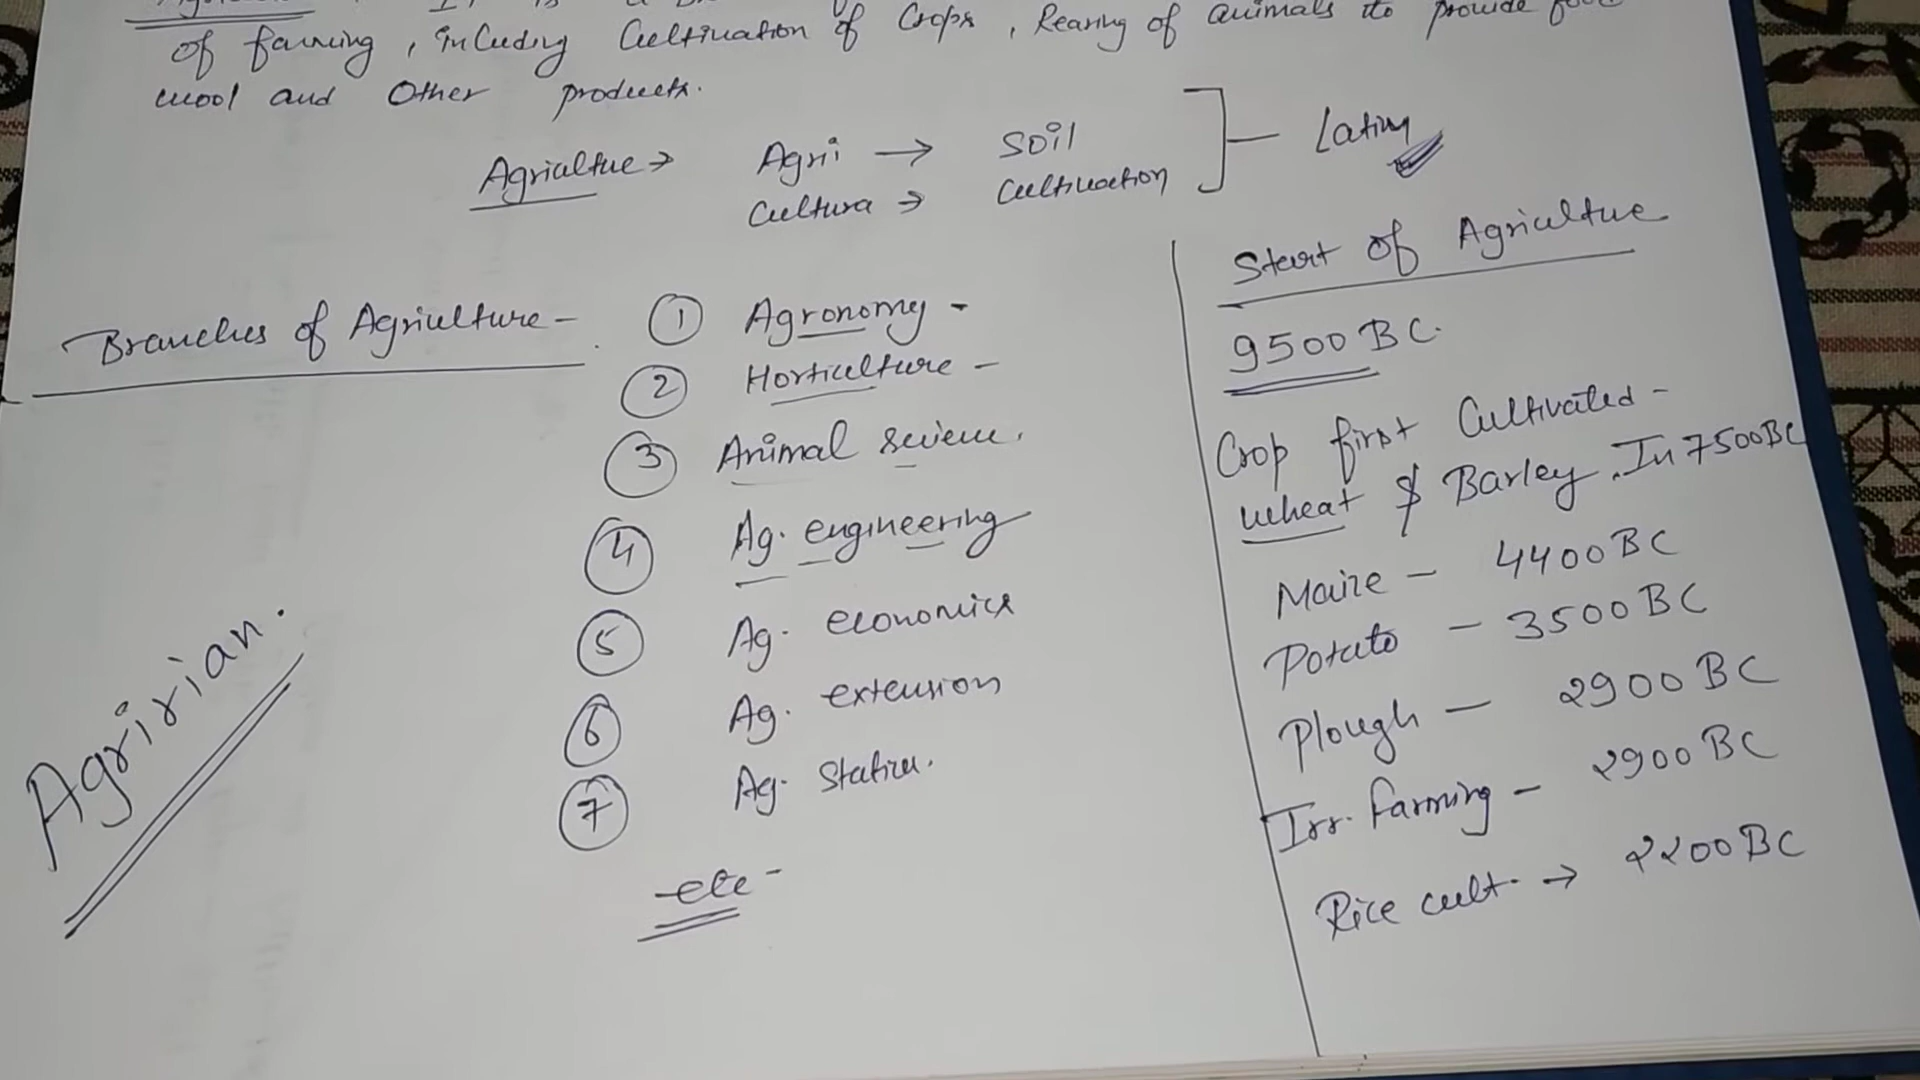 of farming, including Cultivation of Crops, Rearing of animals to provide
wool and Other products.
Agriculture → Agri → Soil
Cultura → Cultivation
Latin
Branches of Agriculture -
① Agronomy -
② Horticulture -
③ Animal science.
④ Ag. engineering
⑤ Ag. economics
⑥ Ag. extension
⑦ Ag. Statics.
etc -
Agririan.
Start of Agriculture
9500 BC.
Crop first Cultivated -
Wheat & Barley. In 7500BC
Maize - 4400 BC
Potato - 3500 BC
Plough - 2900 BC
Irr. farming - 2900 BC
Rice cult. → 2200 BC